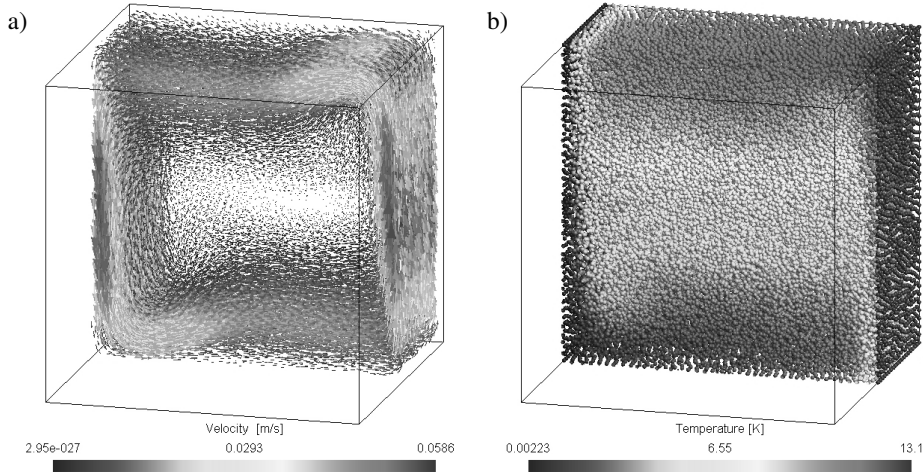 a)
b)
Velocity [m/s]
2.95e-027 0.0293 0.0586
Temperature [K]
0.00223 6.55 13.1